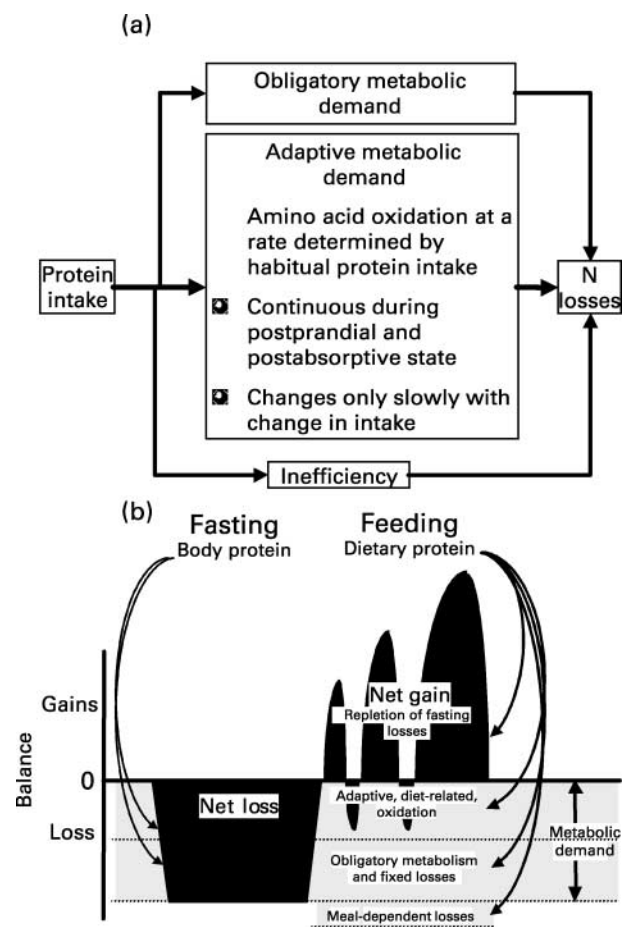 (a)
Obligatory metabolic
demand
Adaptive metabolic
demand
Amino acid oxidation at a
rate determined by
habitual protein intake
Continuous during
postprandial and
postabsorptive state
Changes only slowly with
change in intake
Protein
intake
N
losses
Inefficiency
(b)
Fasting
Body protein
Feeding
Dietary protein
Balance
Gains
0
Loss
Net gain
Repletion of fasting
losses
Net loss
Adaptive, diet-related,
oxidation
Metabolic
demand
Obligatory metabolism
and fixed losses
Meal-dependent losses